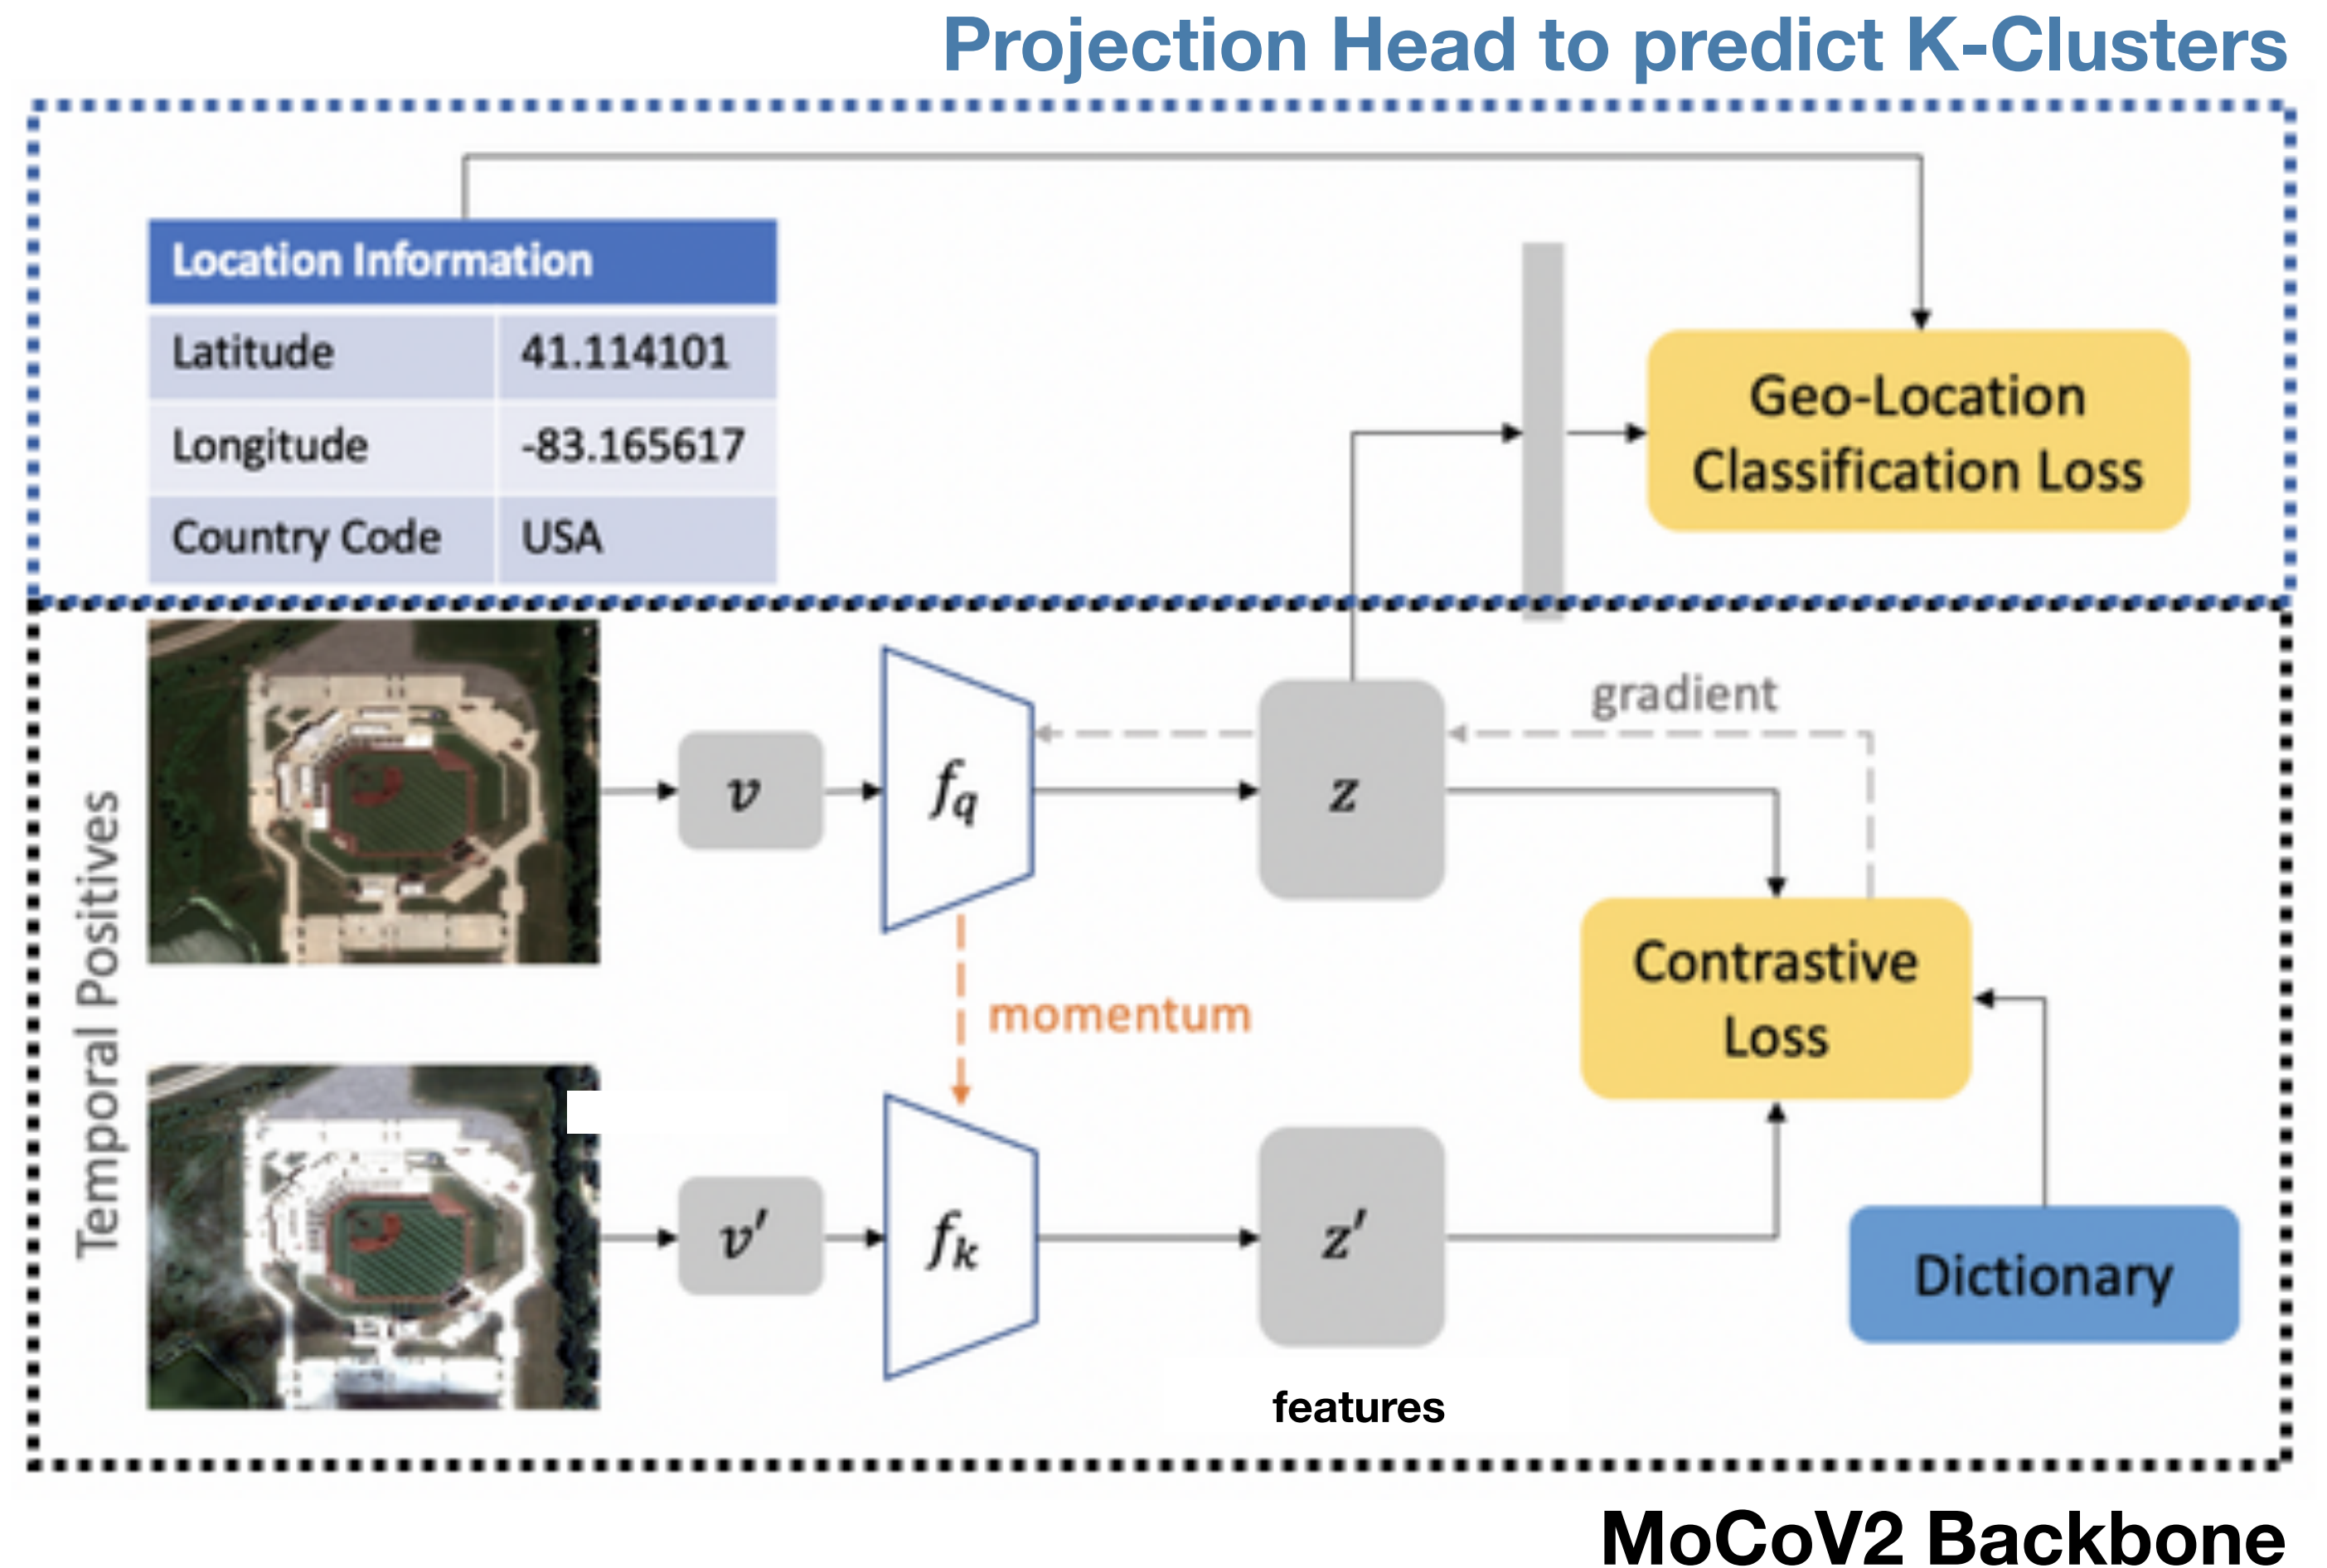 Projection Head to predict K-Clusters
Location Information
Latitude 41.114101
Longitude -83.165617
Country Code USA
Geo-Location
Classification Loss
Temporal Positives
v
f_q
z
gradient
momentum
Contrastive
Loss
v′
f_k
z′
Dictionary
features
MoCoV2 Backbone